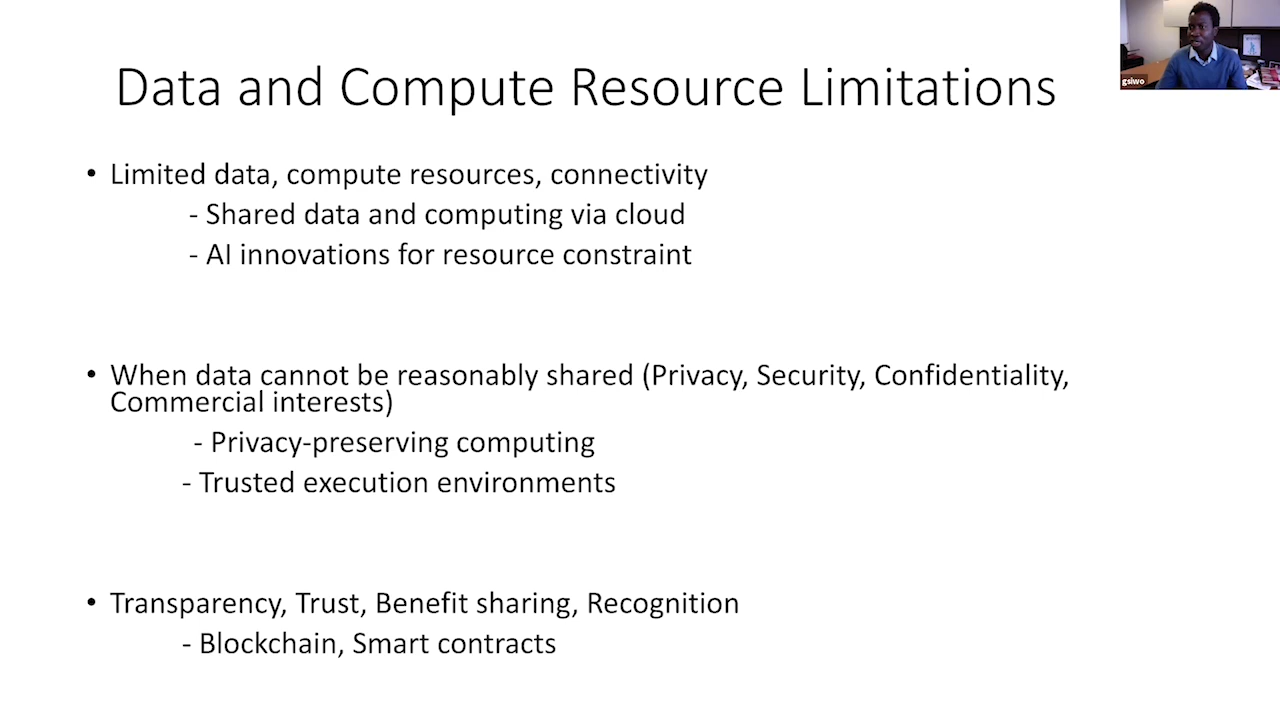 Data and Compute Resource Limitations
gsiwo
• Limited data, compute resources, connectivity
- Shared data and computing via cloud
- AI innovations for resource constraint
• When data cannot be reasonably shared (Privacy, Security, Confidentiality,
Commercial interests)
- Privacy-preserving computing
- Trusted execution environments
• Transparency, Trust, Benefit sharing, Recognition
- Blockchain, Smart contracts